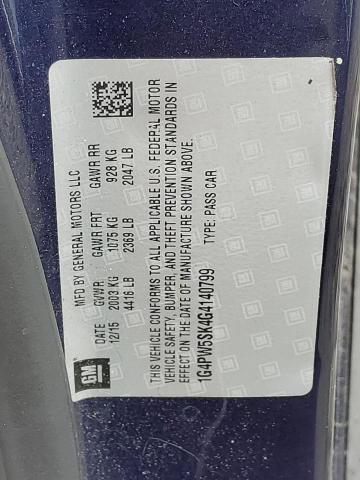 MFD BY GENERAL MOTORS LLC
DATE GVWR GAWR FRT GAWR RR
12/15 2003 KG 1075 KG 928 KG
4416 LB 2369 LB 2047 LB
THIS VEHICLE CONFORMS TO ALL APPLICABLE U.S. FEDERAL MOTOR
VEHICLE SAFETY, BUMPER, AND THEFT PREVENTION STANDARDS IN
EFFECT ON THE DATE OF MANUFACTURE SHOWN ABOVE.
1G4PW5SK4G4140799 TYPE: PASS CAR
GM